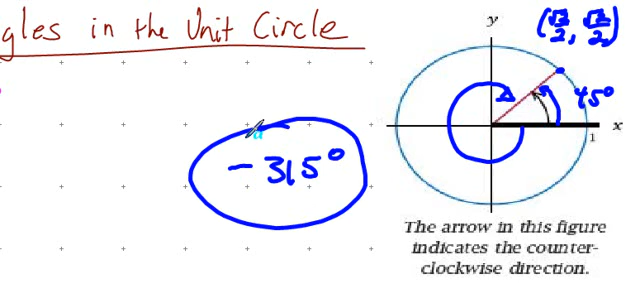 gles in the Unit Circle
y
(√2/2, √2/2)
45°
x
1
- 315°
The arrow in this figure
indicates the counter-
clockwise direction.